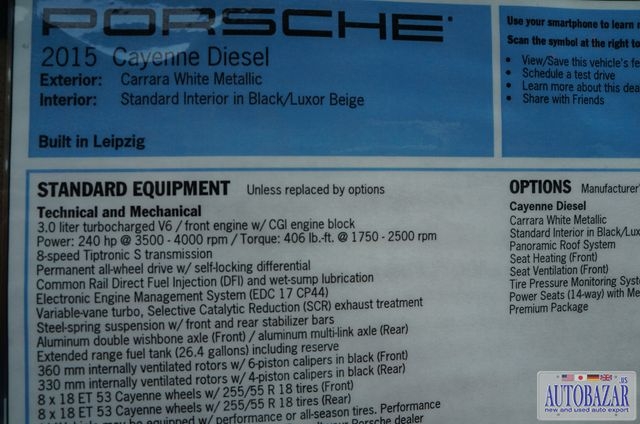 PORSCHE
2015 Cayenne Diesel
Exterior: Carrara White Metallic
Interior: Standard Interior in Black/Luxor Beige
Built in Leipzig
Use your smartphone to learn
Scan the symbol at the right to
• View/Save this vehicle's
• Schedule a test drive
• Learn more about this
• Share with Friends
STANDARD EQUIPMENT Unless replaced by options
Technical and Mechanical
3.0 liter turbocharged V6 / front engine w/ CGI engine block
Power: 240 hp @ 3500 - 4000 rpm / Torque: 406 lb.-ft. @ 1750 - 2500 rpm
8-speed Tiptronic S transmission
Permanent all-wheel drive w/ self-locking differential
Common Rail Direct Fuel Injection (DFI) and wet-sump lubrication
Electronic Engine Management System (EDC 17 CP44)
Variable-vane turbo, Selective Catalytic Reduction (SCR) exhaust treatment
Steel-spring suspension w/ front and rear stabilizer bars
Aluminum double wishbone axle (Front) / aluminum multi-link axle (Rear)
Extended range fuel tank (26.4 gallons) including reserve
360 mm internally ventilated rotors w/ 6-piston calipers in black (Front)
330 mm internally ventilated rotors w/ 4-piston calipers in black (Rear)
8 x 18 ET 53 Cayenne wheels w/ 255/55 R 18 tires (Front)
8 x 18 ET 53 Cayenne wheels w/ 255/55 R 18 tires (Rear)
may be equipped w/ performance or all-season tires. Performance
your Porsche dealer
OPTIONS Manufacturer'
Cayenne Diesel
Carrara White Metallic
Standard Interior in Black/Lux
Panoramic Roof System
Seat Heating (Front)
Seat Ventilation (Front)
Tire Pressure Monitoring Syste
Power Seats (14-way) with Me
Premium Package
AUTOBAZAR.US
new and used auto export